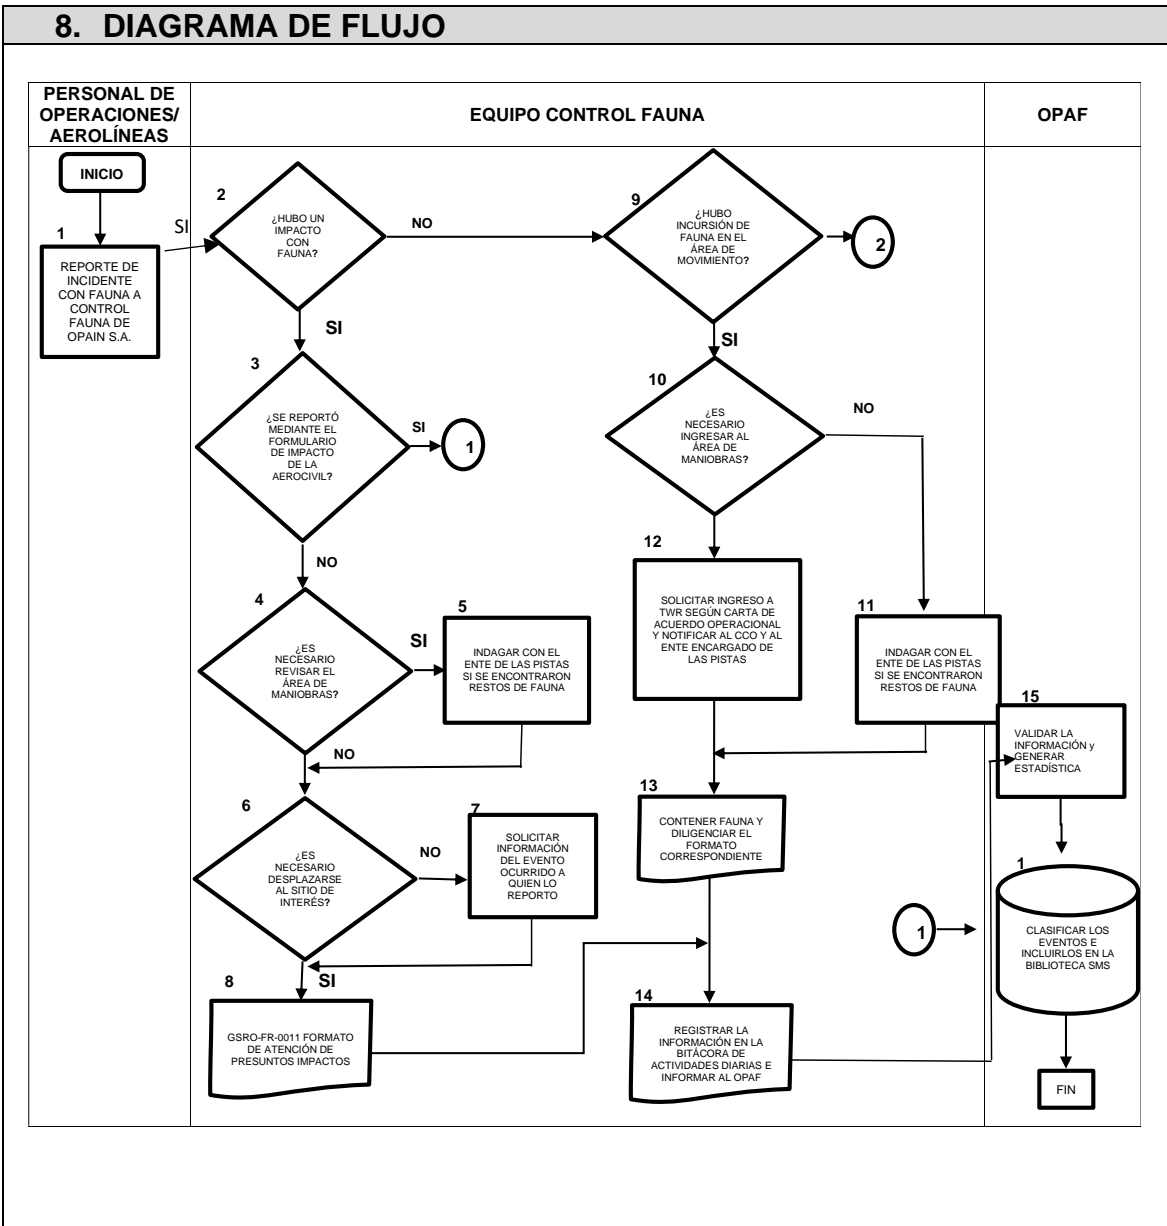 8. DIAGRAMA DE FLUJO
PERSONAL DE
OPERACIONES/
AEROLÍNEAS
EQUIPO CONTROL FAUNA
OPAF
INICIO
1
REPORTE DE
INCIDENTE
CON FAUNA A
CONTROL
FAUNA DE
OPAIN S.A.
SI
2
¿HUBO UN
IMPACTO
CON
FAUNA?
NO
SI
3
¿SE REPORTÓ
MEDIANTE EL
FORMULARIO
DE IMPACTO
DE LA
AEROCIVIL?
SI
1
NO
4
¿ES
NECESARIO
REVISAR EL
ÁREA DE
MANIOBRAS?
SI
5
INDAGAR CON EL
ENTE DE LAS PISTAS
SI SE ENCONTRARON
RESTOS DE FAUNA
NO
6
¿ES
NECESARIO
DESPLAZARSE
AL SITIO DE
INTERÉS?
NO
7
SOLICITAR
INFORMACIÓN
DEL EVENTO
OCURRIDO A
QUIEN LO
REPORTO
SI
8
GSRO-FR-0011 FORMATO
DE ATENCIÓN DE
PRESUNTOS IMPACTOS
9
¿HUBO
INCURSIÓN DE
FAUNA EN EL
ÁREA DE
MOVIMIENTO?
2
SI
10
¿ES
NECESARIO
INGRESAR AL
ÁREA DE
MANIOBRAS?
NO
12
SOLICITAR INGRESO A
TWR SEGÚN CARTA DE
ACUERDO OPERACIONAL
Y NOTIFICAR AL CCO Y AL
ENTE ENCARGADO DE
LAS PISTAS
11
INDAGAR CON EL
ENTE DE LAS PISTAS
SI SE ENCONTRARON
RESTOS DE FAUNA
13
CONTENER FAUNA Y
DILIGENCIAR EL
FORMATO
CORRESPONDIENTE
14
REGISTRAR LA
INFORMACIÓN EN LA
BITÁCORA DE
ACTIVIDADES DIARIAS E
INFORMAR AL OPAF
15
VALIDAR LA
INFORMACIÓN y
GENERAR
ESTADÍSTICA
1
1
CLASIFICAR LOS
EVENTOS E
INCLUIRLOS EN LA
BIBLIOTECA SMS
FIN